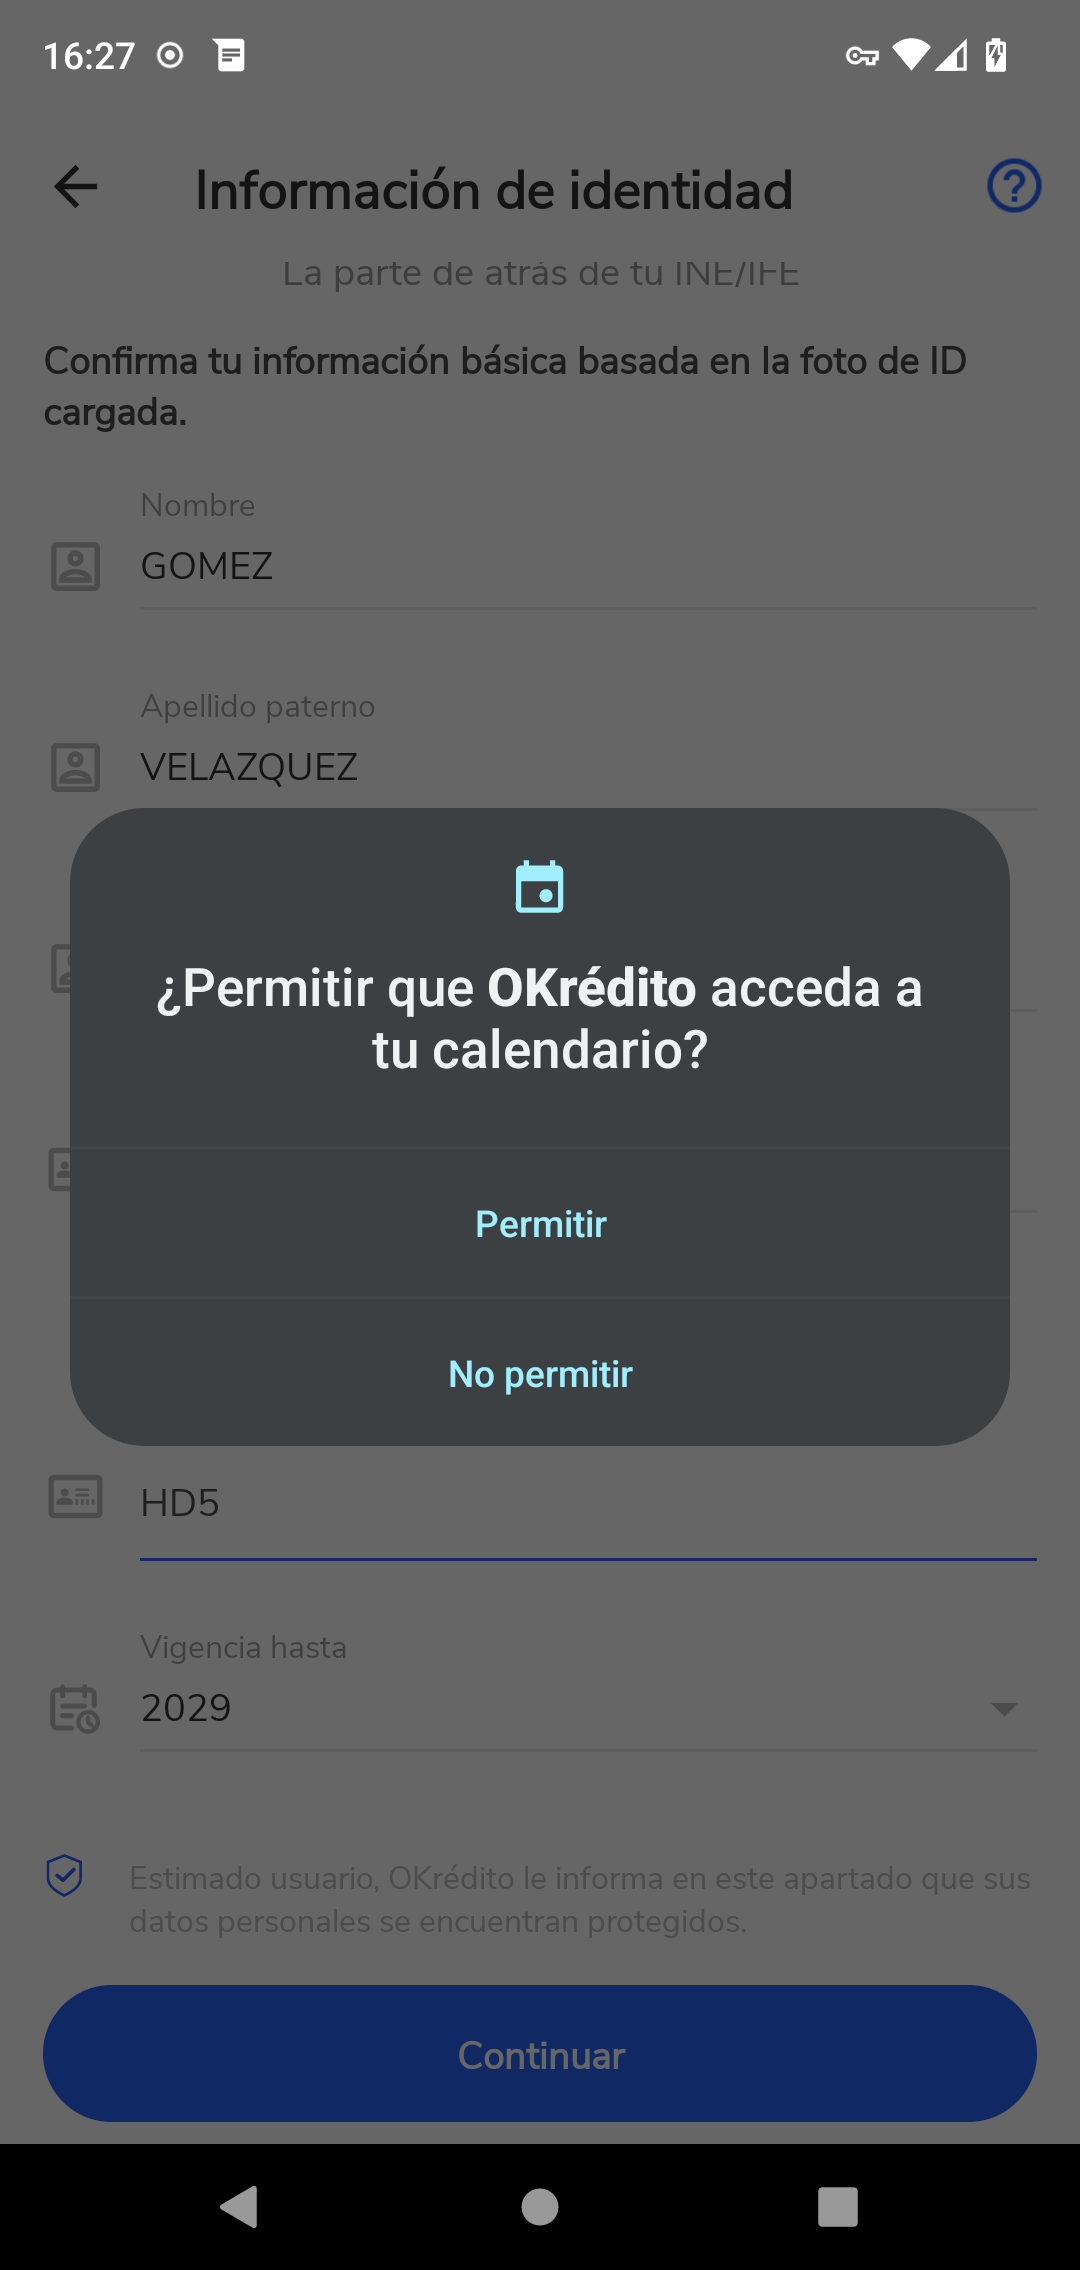 16:27
Información de identidad
La parte de atrás de tu INE/IFE
Confirma tu información básica basada en la foto de ID
cargada.
Nombre
GOMEZ
Apellido paterno
VELAZQUEZ
¿Permitir que OKrédito acceda a
tu calendario?
Permitir
No permitir
HD5
Vigencia hasta
2029
Estimado usuario, OKrédito le informa en este apartado que sus
datos personales se encuentran protegidos.
Continuar